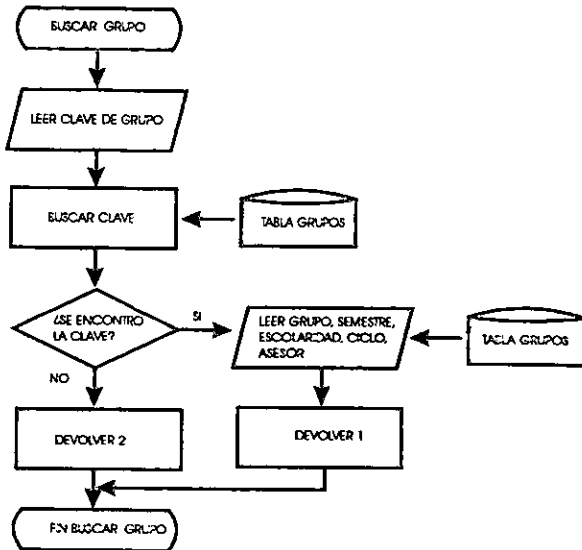 BUSCAR GRUPO
LEER CLAVE DE GRUPO
BUSCAR CLAVE
TABLA GRUPOS
¿SE ENCONTRO
LA CLAVE?
SI
LEER GRUPO, SEMESTRE,
ESCOLARIDAD, CICLO,
ASESOR
TABLA GRUPOS
NO
DEVOLVER 2
DEVOLVER 1
FIN BUSCAR GRUPO